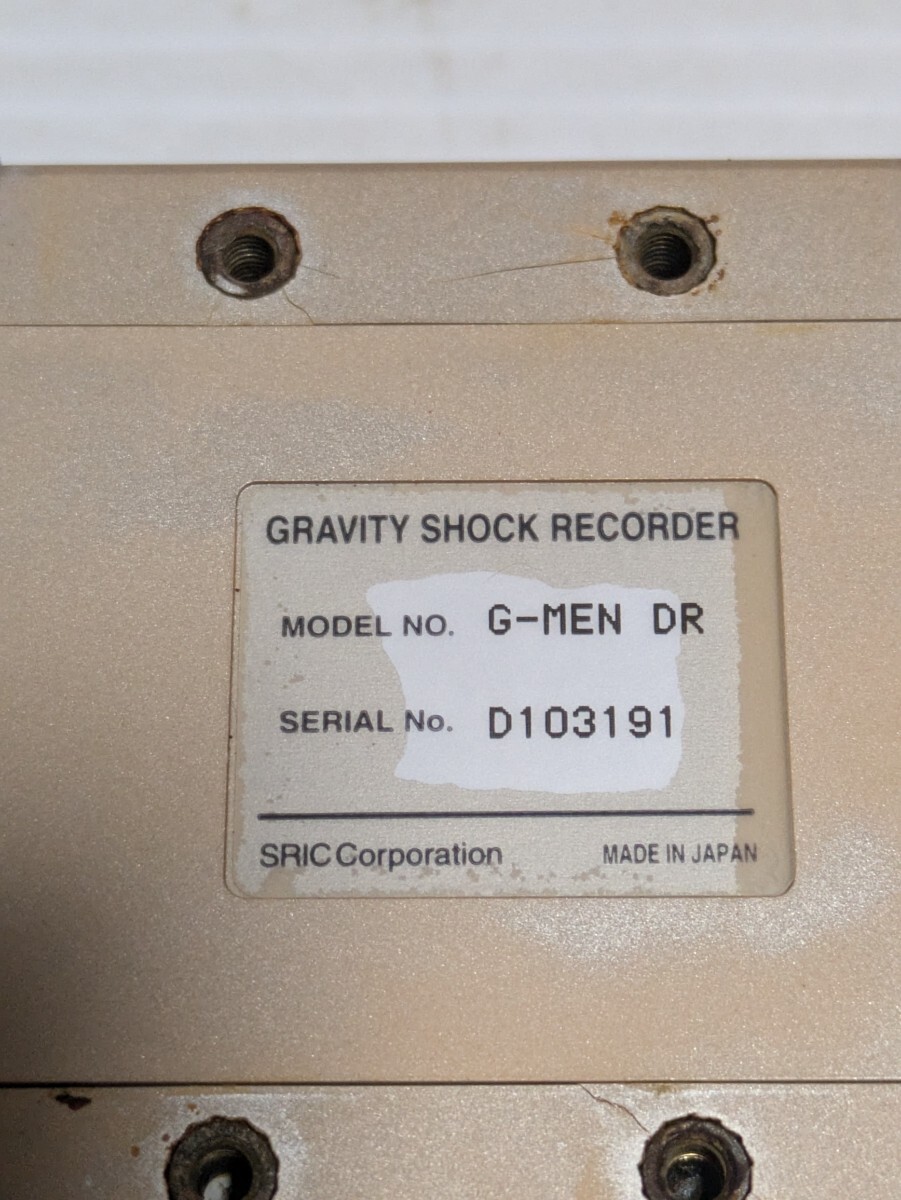 GRAVITY SHOCK RECORDER
MODEL NO. G-MEN DR
SERIAL No. D103191
SRIC Corporation MADE IN JAPAN